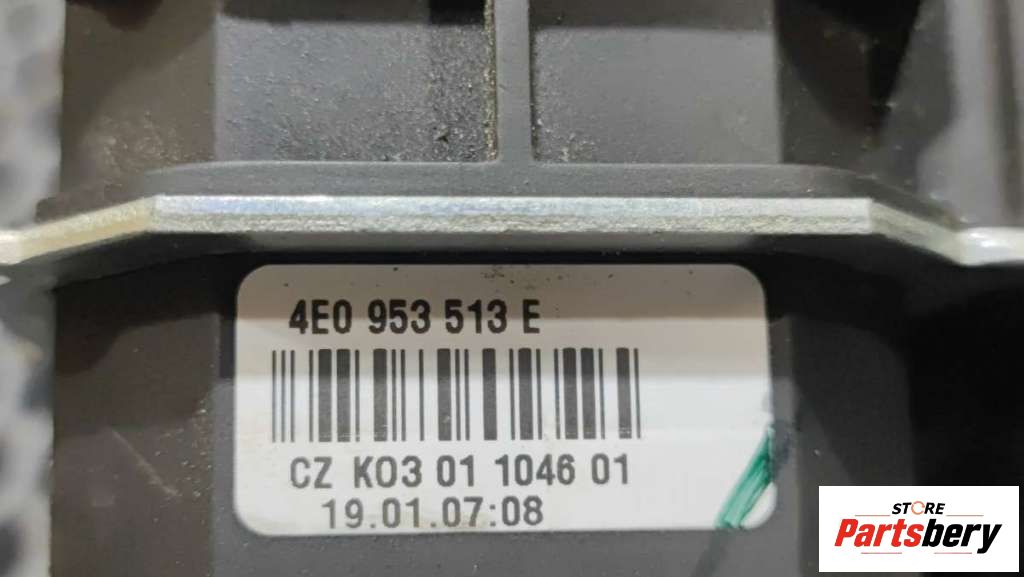 4E0 953 513 E
CZ KO3 01 1046 01
19.01.07:08
STORE
Partsbery